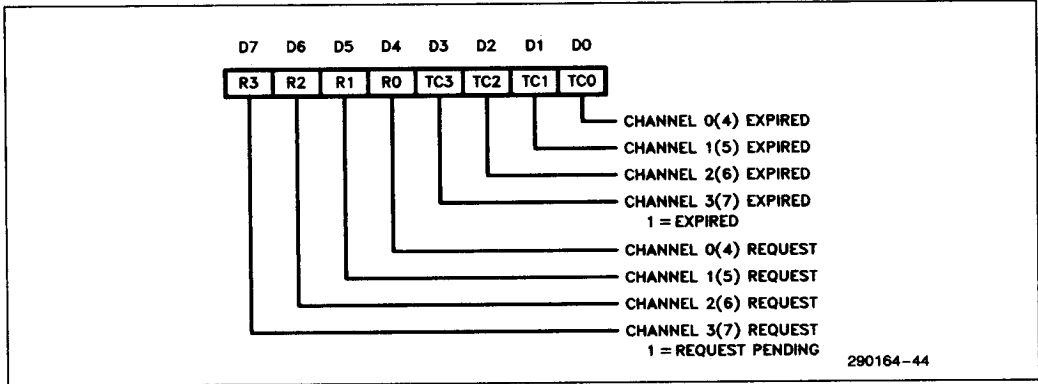 D7 D6 D5 D4 D3 D2 D1 D0
R3 R2 R1 R0 TC3 TC2 TC1 TC0
CHANNEL 0(4) EXPIRED
CHANNEL 1(5) EXPIRED
CHANNEL 2(6) EXPIRED
CHANNEL 3(7) EXPIRED
1 = EXPIRED
CHANNEL 0(4) REQUEST
CHANNEL 1(5) REQUEST
CHANNEL 2(6) REQUEST
CHANNEL 3(7) REQUEST
1 = REQUEST PENDING
290164-44